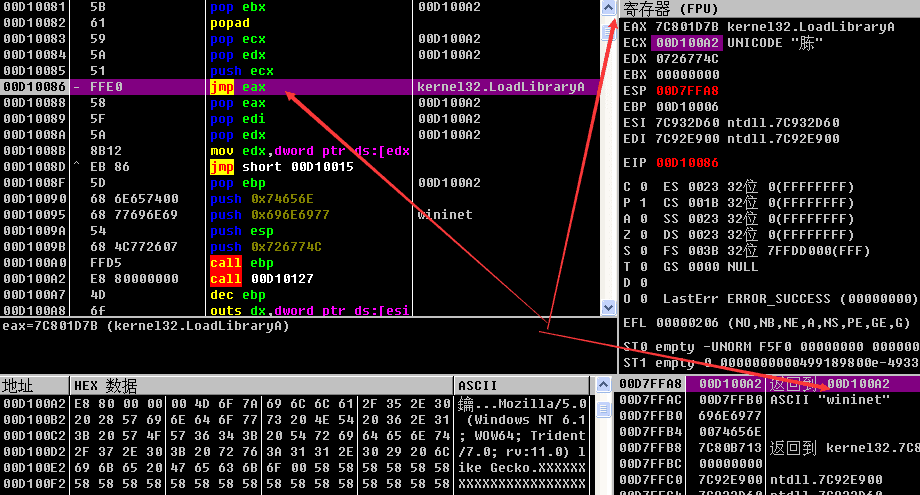 00D10081 5B pop ebx 00D100A2
00D10082 61 popad
00D10083 59 pop ecx 00D100A2
00D10084 5A pop edx 00D100A2
00D10085 51 push ecx
00D10086 - FFE0 jmp eax kernel32.LoadLibraryA
00D10088 58 pop eax 00D100A2
00D10089 5F pop edi 00D100A2
00D1008A 5A pop edx 00D100A2
00D1008B 8B12 mov edx,dword ptr ds:[edx
00D1008D ^ EB 86 jmp short 00D10015
00D1008F 5D pop ebp 00D100A2
00D10090 68 6E657400 push 0x74656E
00D10095 68 77696E69 push 0x696E6977 wininet
00D1009A 54 push esp
00D1009B 68 4C772607 push 0x726774C
00D100A0 FFD5 call ebp
00D100A2 E8 80000000 call 00D10127
00D100A7 4D dec ebp
00D100A8 6f outs dx,dword ptr ds:[esi
eax=7C801D7B (kernel32.LoadLibraryA)
寄存器 (FPU)
EAX 7C801D7B kernel32.LoadLibraryA
ECX 00D100A2 UNICODE "胨"
EDX 0726774C
EBX 00000000
ESP 00D7FFA8
EBP 00D10006
ESI 7C932D60 ntdll.7C932D60
EDI 7C92E900 ntdll.7C92E900
EIP 00D10086
C 0 ES 0023 32位 0(FFFFFFFF)
P 1 CS 001B 32位 0(FFFFFFFF)
A 0 SS 0023 32位 0(FFFFFFFF)
Z 0 DS 0023 32位 0(FFFFFFFF)
S 0 FS 003B 32位 7FFDD000(FFF)
T 0 GS 0000 NULL
D 0
O 0 LastErr ERROR_SUCCESS (00000000)
EFL 00000206 (NO,NB,NE,A,NS,PE,GE,G)
ST0 empty -UNORM F5F0 00000000 000000
ST1 empty 0.0000000000499189800e-4933
地址 HEX 数据 ASCII
00D100A2 E8 80 00 00 00 4D 6F 7A 69 6C 6C 61 2F 35 2E 30 鑰...Mozilla/5.0
00D100B2 20 28 57 69 6E 64 6F 77 73 20 4E 54 20 36 2E 31 (Windows NT 6.1
00D100C2 3B 20 57 4F 57 36 34 3B 20 54 72 69 64 65 6E 74 ; WOW64; Trident
00D100D2 2F 37 2E 30 3B 20 72 76 3A 31 31 2E 30 29 20 6C /7.0; rv:11.0) l
00D100E2 69 6B 65 20 47 65 63 6B 6F 00 58 58 58 58 58 58 ike Gecko.XXXXXX
58 58 58 58 58 58 58 58 58 58 58 58 58 58 58 58 XXXXXXXXXXXXXXXX
00D7FFA8 00D100A2 返回到 00D100A2
00D7FFAC 00D7FFB0 ASCII "wininet"
00D7FFB0 696E6977
00D7FFB4 0074656E
00D7FFB8 7C80B713 返回到 kernel32.7C8
00D7FFBC 00000000
00D7FFC0 7C92E900 ntdll.7C92E900
00D7FFC4 7C932D60 ntdll.7C932D60